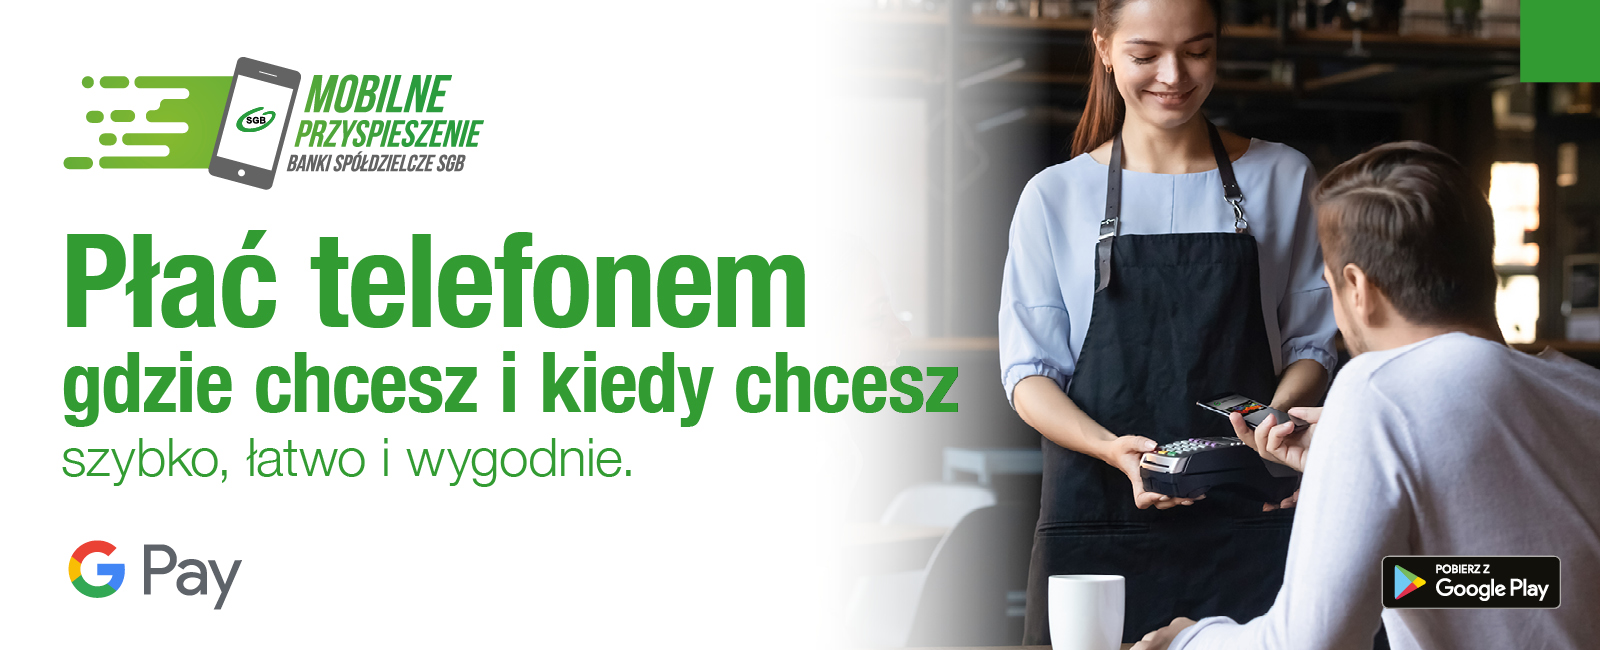 SGB
MOBILNE
PRZYSPIESZENIE
BANKI SPÓŁDZIELCZE SGB
Płać telefonem
gdzie chcesz i kiedy chcesz
szybko, łatwo i wygodnie.
G Pay
POBIERZ Z
Google Play